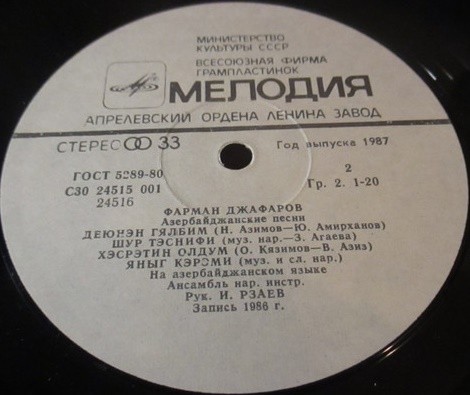 МИНИСТЕРСТВО
КУЛЬТУРЫ СССР
ВСЕСОЮЗНАЯ ФИРМА
ГРАМПЛАСТИНОК
МЕЛОДИЯ
АПРЕЛЕВСКИЙ ОРДЕНА ЛЕНИНА ЗАВОД
СТЕРЕО 33 Год выпуска 1987
ГОСТ 5289-80 2
С30 24515 001 Гр. 2. 1-20
24516
ФАРМАН ДЖАФАРОВ
Азербайджанские песни
ДЕЮНЭН ГЯЛБИМ (Н. Азимов—Ю. Амирханов)
ШУР ТЭСНИФИ (муз. нар.—З. Агаева)
ХЭСРЭТИН ОЛДУМ (О. Кязимов—В. Азиз)
ЯНЫГ КЭРЭМИ (муз. и сл. нар.)
На азербайджанском языке
Ансамбль нар. инстр.
Рук. И. РЗАЕВ
Запись 1986 г.